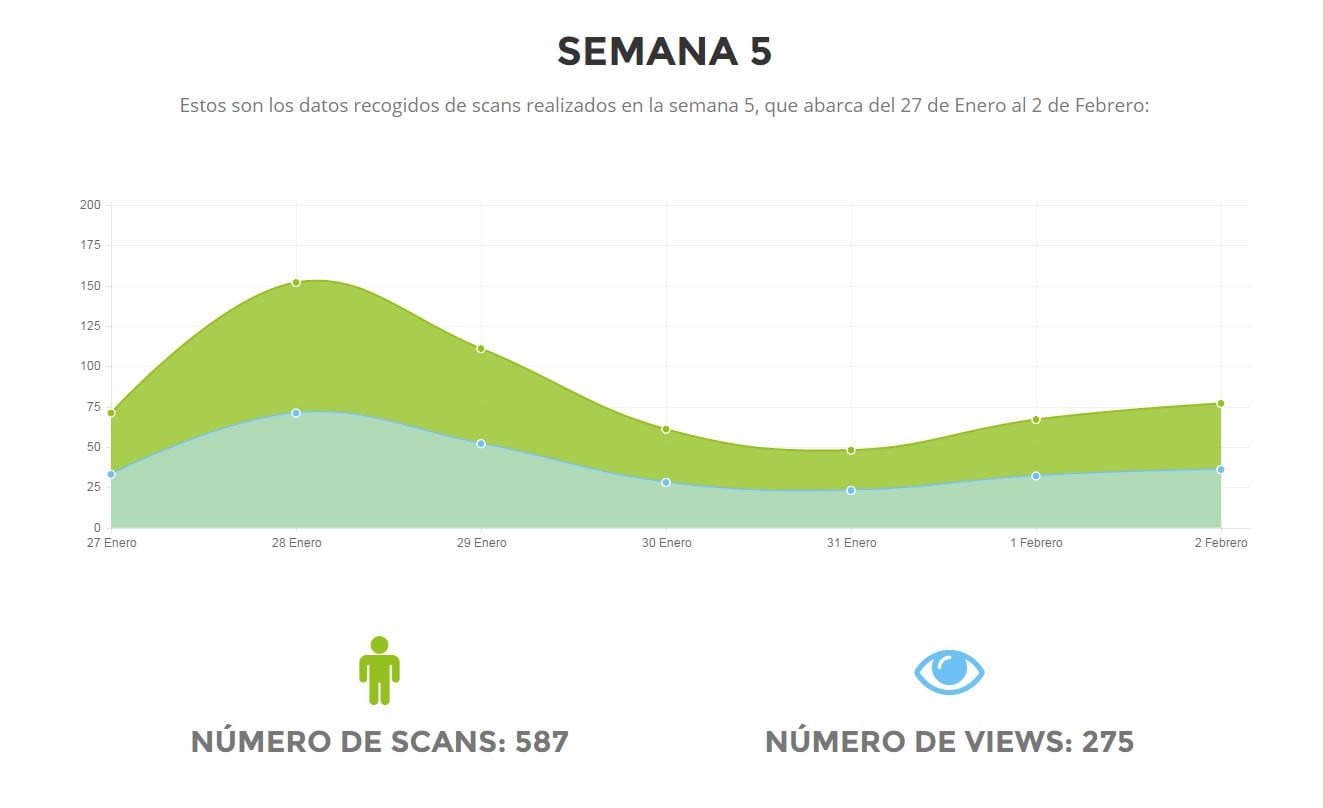 SEMANA 5
Estos son los datos recogidos de scans realizados en la semana 5, que abarca del 27 de Enero al 2 de Febrero:
200
175
150
125
100
75
50
25
0
27 Enero 28 Enero 29 Enero 30 Enero 31 Enero 1 Febrero 2 Febrero
NÚMERO DE SCANS: 587 NÚMERO DE VIEWS: 275